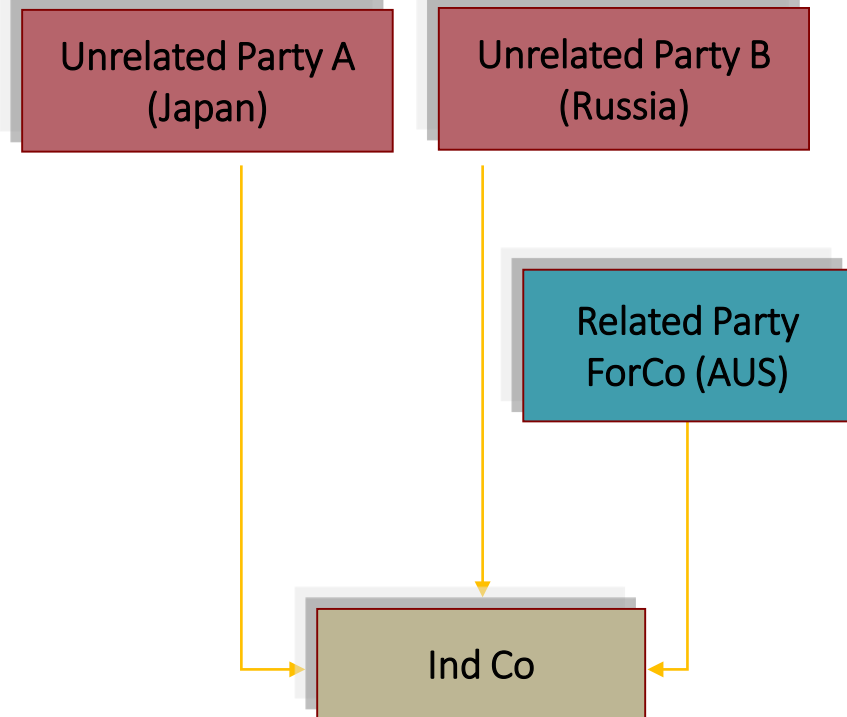 Unrelated Party A
(Japan)
Unrelated Party B
(Russia)
Related Party
ForCo (AUS)
Ind Co